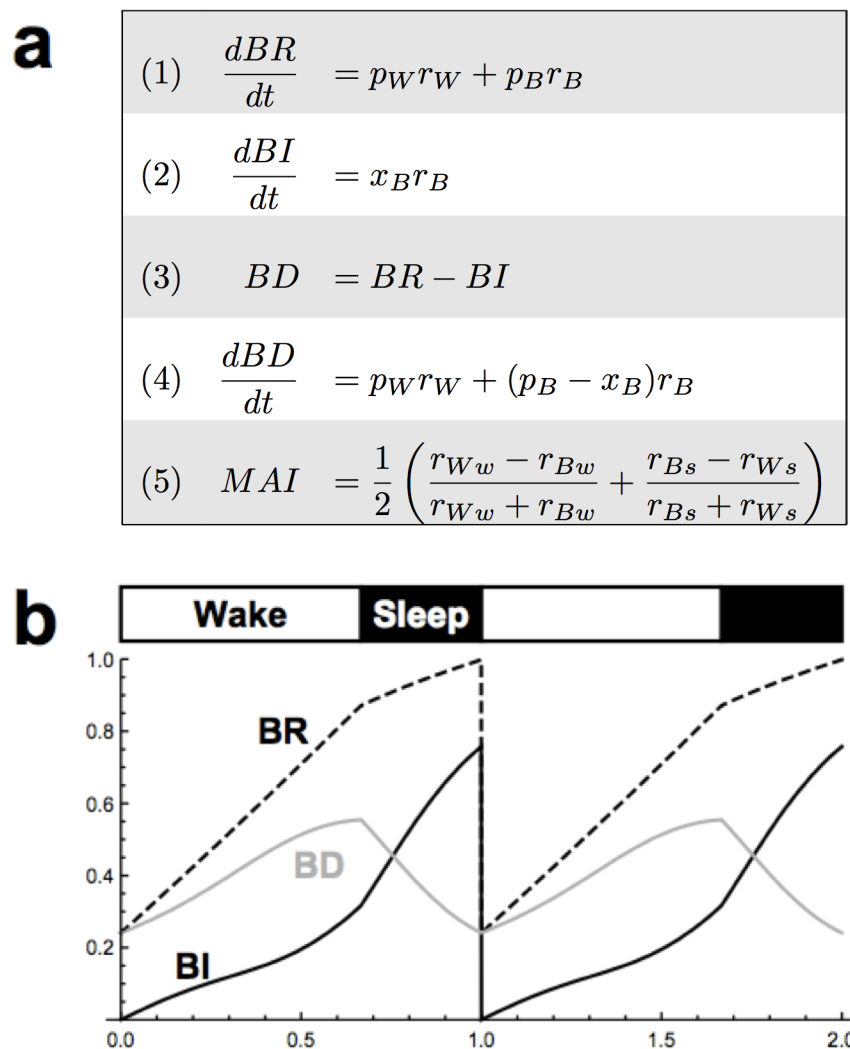 a
(1) dBR/dt = p_W r_W + p_B r_B
(2) dBI/dt = x_B r_B
(3) BD = BR − BI
(4) dBD/dt = p_W r_W + (p_B − x_B) r_B
(5) MAI = 1/2 ( (r_Ww − r_Bw)/(r_Ww + r_Bw) + (r_Bs − r_Ws)/(r_Bs + r_Ws) )
b
Wake Sleep
1.0
0.8
BR
0.6
BD
0.4
0.2
BI
0.0 0.5 1.0 1.5 2.0